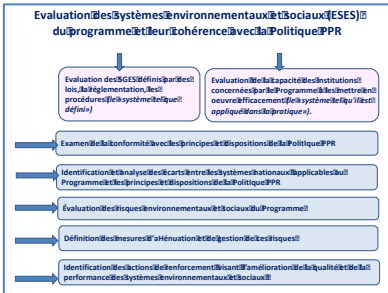 Evaluation des systèmes environnementaux et sociaux (ESES)
du programme et leur cohérence avec la Politique PPR
Evaluation des SGES définis par des
lois, la réglementation, les
procédures (le «système tel que
défini»)
Evaluation de la capacité des Institutions
concernées par le Programme à les mettre en
oeuvre efficacement (le «système tel qu'il est
appliqué dans la pratique»).
Examen de la conformité avec les principes et dispositions de la Politique PPR
Identification et analyse des écarts entre les systèmes nationaux applicables au
Programme et les principes et dispositions de la Politique PPR
Évaluation des risques environnementaux et sociaux du Programme
Définition des mesures d'aHénuation et de gestion de ces risques
Identification des actions de renforcement visant l'amélioration de la qualité et de la
performance des systèmes environnementaux et sociaux